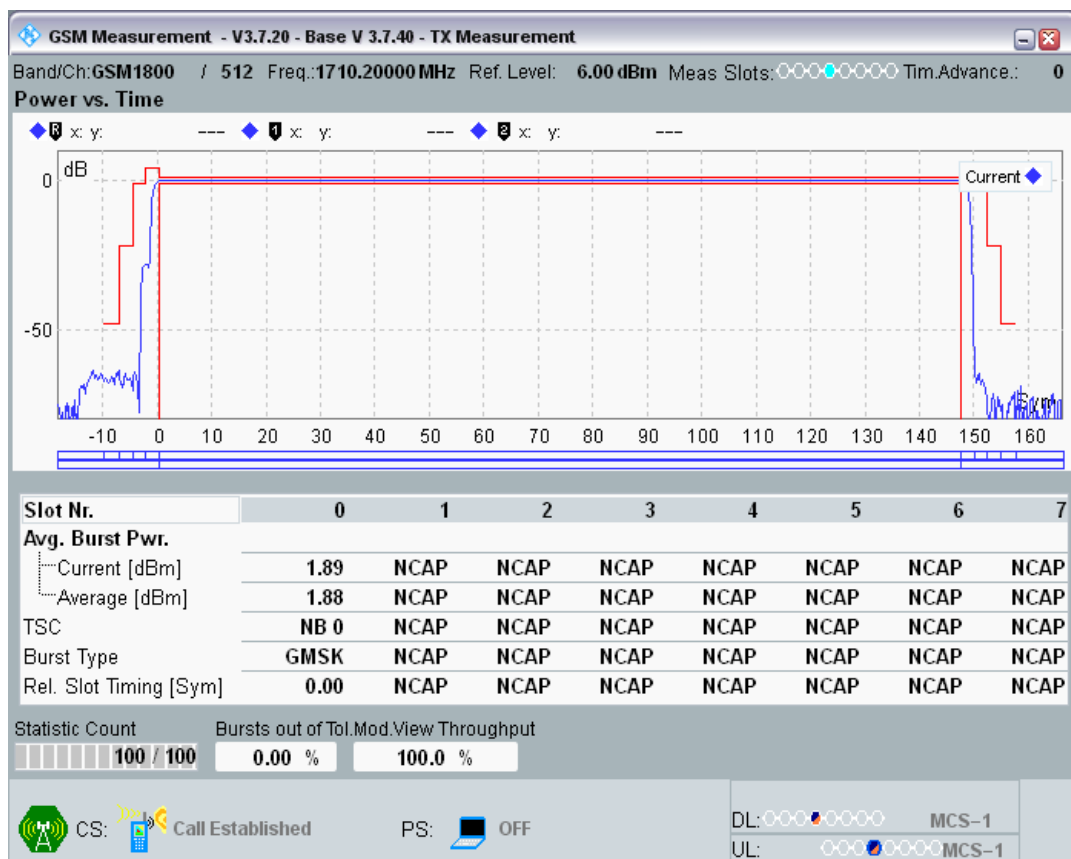 GSM Measurement - V3.7.20 - Base V 3.7.40 - TX Measurement
Band/Ch:GSM1800 / 512 Freq.:1710.20000 MHz Ref. Level: 6.00 dBm Meas Slots: Tim.Advance.: 0
Power vs. Time
R x: y: --- 1 x: y: --- 2 x: y: ---
dB
Current
0
-50
Sym
-10 0 10 20 30 40 50 60 70 80 90 100 110 120 130 140 150 160
Slot Nr. 0 1 2 3 4 5 6 7
Avg. Burst Pwr.
Current [dBm] 1.89 NCAP NCAP NCAP NCAP NCAP NCAP NCAP
Average [dBm] 1.88 NCAP NCAP NCAP NCAP NCAP NCAP NCAP
TSC NB 0 NCAP NCAP NCAP NCAP NCAP NCAP NCAP
Burst Type GMSK NCAP NCAP NCAP NCAP NCAP NCAP NCAP
Rel. Slot Timing [Sym] 0.00 NCAP NCAP NCAP NCAP NCAP NCAP NCAP
Statistic Count Bursts out of Tol. Mod.View Throughput
100 / 100 0.00 % 100.0 %
CS: Call Established PS: OFF
DL: MCS-1
UL: MCS-1